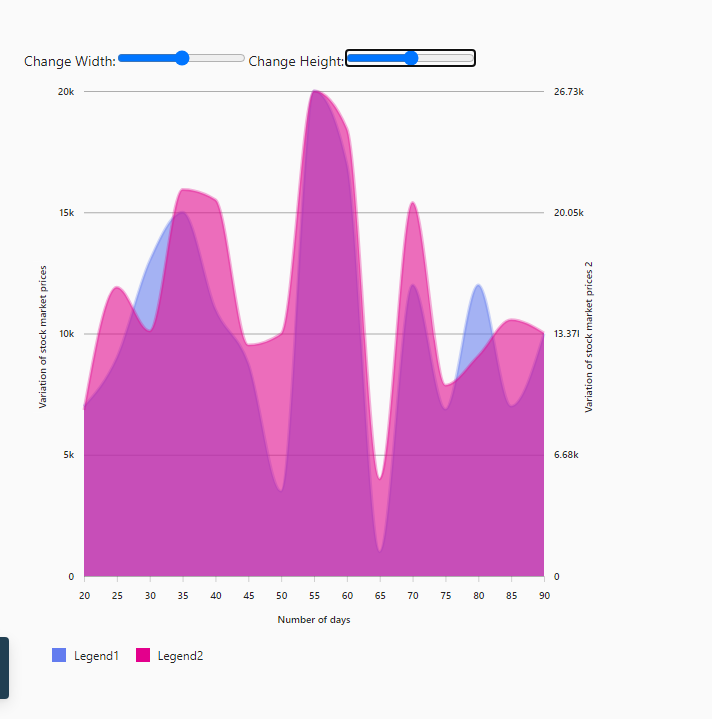 Change Width: Change Height:
20k 26.73k
15k 20.05k
Variation of stock market prices
Variation of stock market prices 2
10k 13.37l
5k 6.68k
0 0
20 25 30 35 40 45 50 55 60 65 70 75 80 85 90
Number of days
Legend1 Legend2